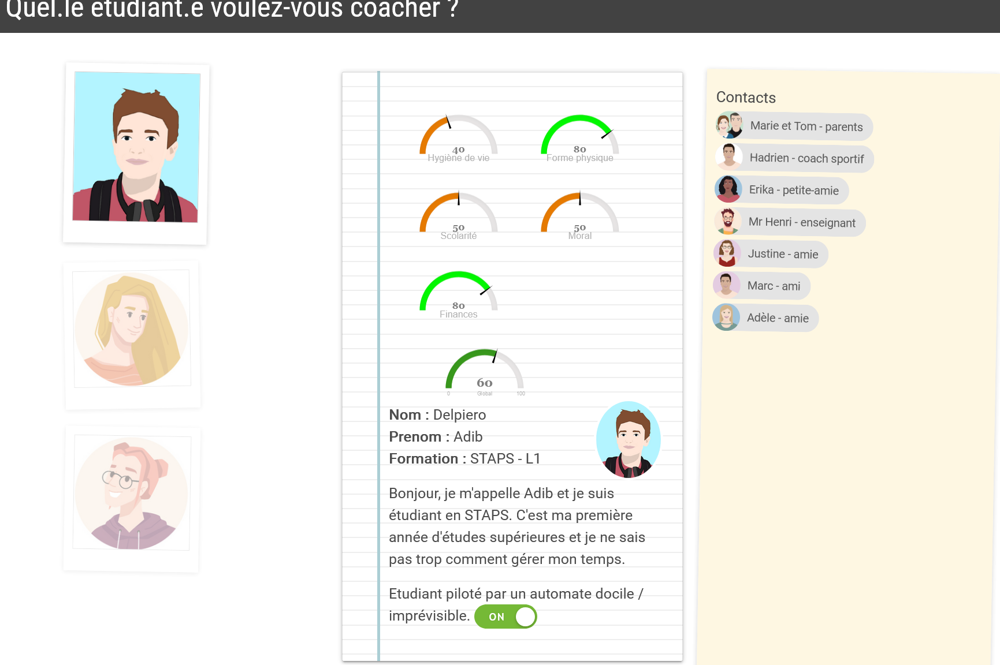 Quel.le étudiant.e voulez-vous coacher ?
40
Hygiène de vie
80
Forme physique
50
Scolarité
50
Moral
80
Finances
60
0
Global
100
Nom : Delpiero
Prenom : Adib
Formation : STAPS - L1
Bonjour, je m'appelle Adib et je suis
étudiant en STAPS. C'est ma première
année d'études supérieures et je ne sais
pas trop comment gérer mon temps.
Etudiant piloté par un automate docile /
imprévisible. ON
Contacts
Marie et Tom - parents
Hadrien - coach sportif
Erika - petite-amie
Mr Henri - enseignant
Justine - amie
Marc - ami
Adèle - amie